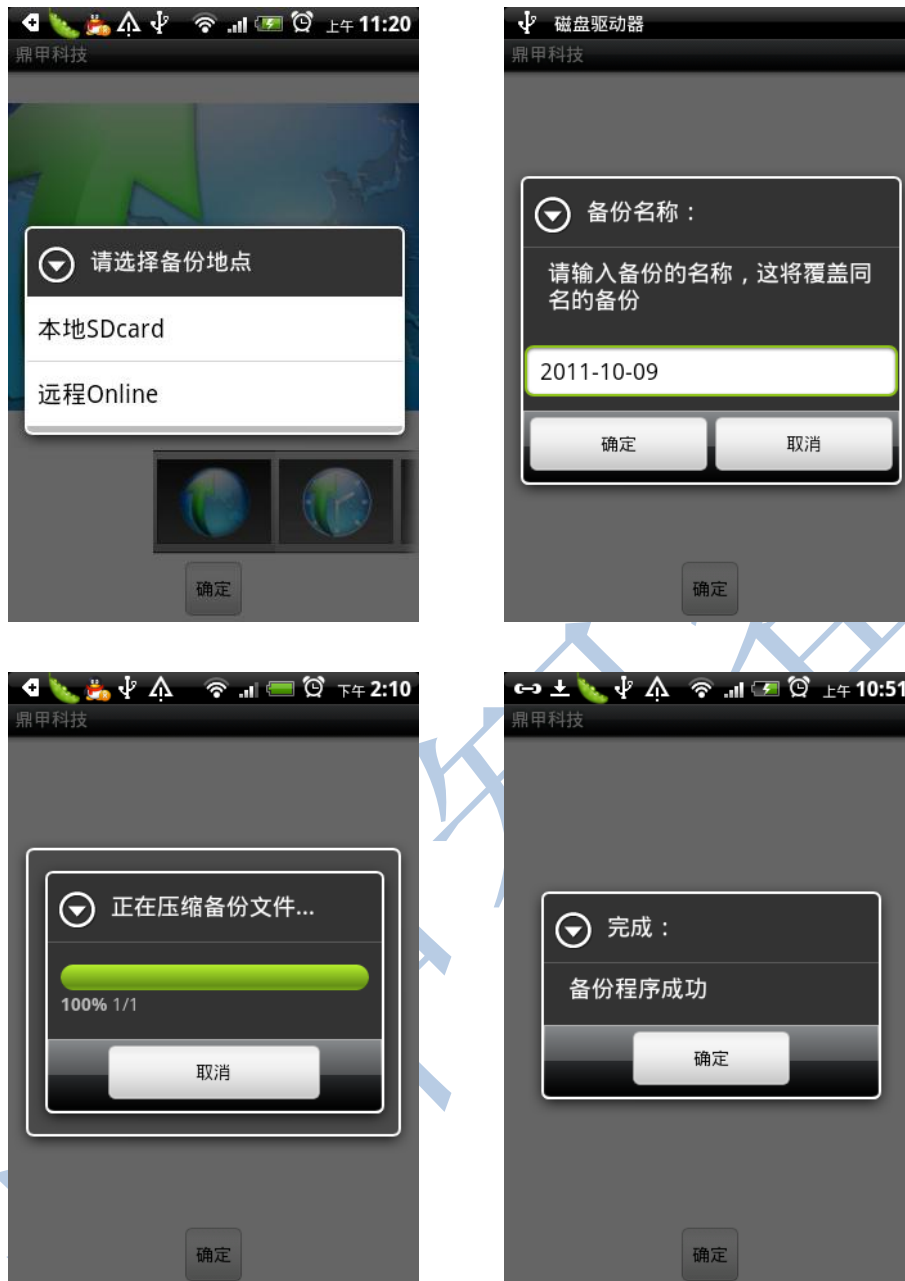 上午 11:20
鼎甲科技
请选择备份地点
本地SDcard
远程Online
确定
磁盘驱动器
鼎甲科技
备份名称：
请输入备份的名称，这将覆盖同
名的备份
2011-10-09
确定 取消
确定
下午 2:10
鼎甲科技
正在压缩备份文件...
100% 1/1
取消
确定
上午 10:51
鼎甲科技
完成：
备份程序成功
确定
确定